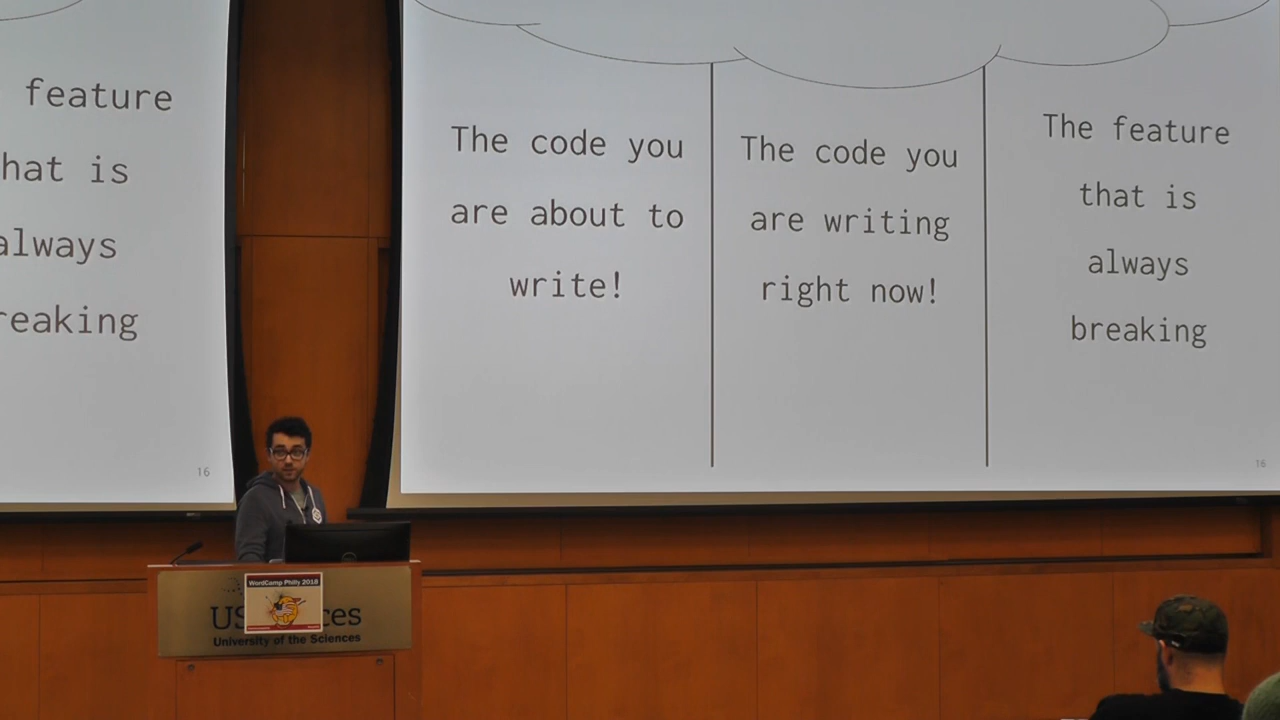 feature
hat is
always
reaking
16
The code you
are about to
write!
The code you
are writing
right now!
The feature
that is
always
breaking
16
WordCamp Philly 2018
US ces
University of the Sciences